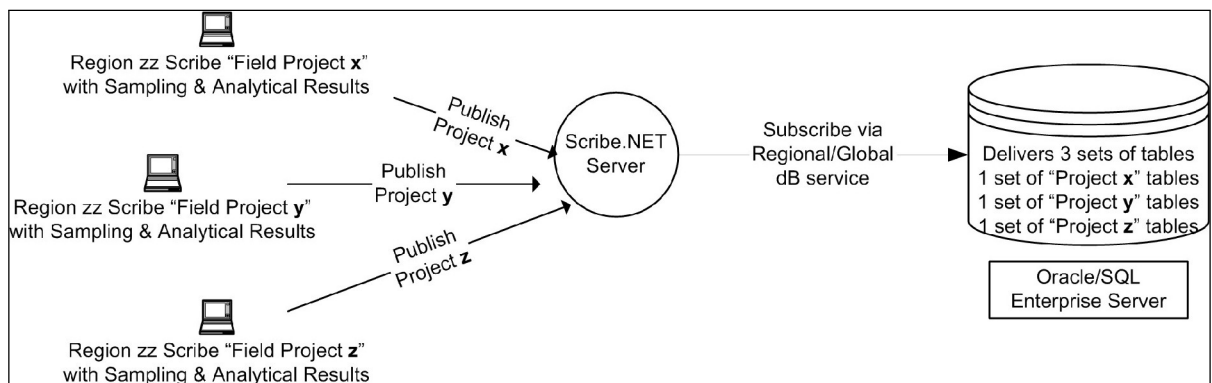 Region zz Scribe “Field Project x”
with Sampling & Analytical Results
Publish
Project x
Region zz Scribe “Field Project y”
with Sampling & Analytical Results
Publish
Project y
Region zz Scribe “Field Project z”
with Sampling & Analytical Results
Publish
Project z
Scribe.NET
Server
Subscribe via
Regional/Global
dB service
Delivers 3 sets of tables
1 set of “Project x” tables
1 set of “Project y” tables
1 set of “Project z” tables
Oracle/SQL
Enterprise Server